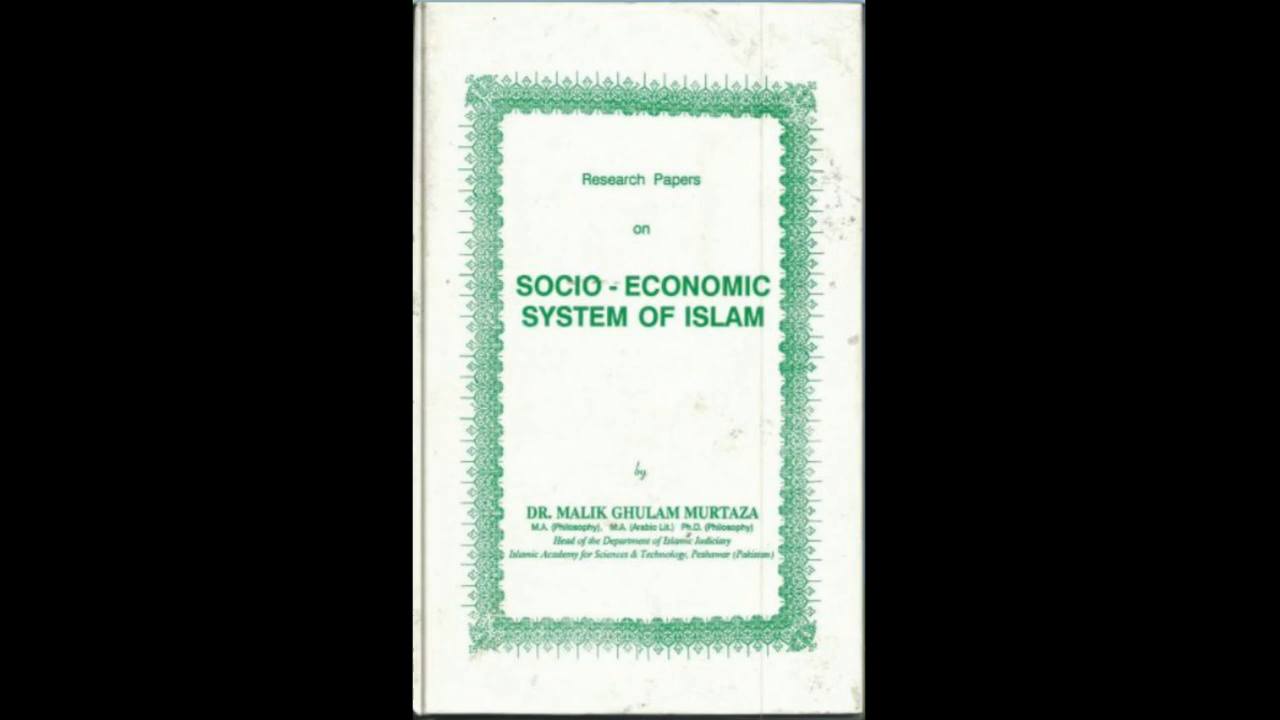 Research Papers
on
SOCIO - ECONOMIC
SYSTEM OF ISLAM
by
DR. MALIK GHULAM MURTAZA
M.A. (Philosophy), M.A. (Arabic Lit.) Ph.D. (Philosophy)
Head of the Department of Islamic Judiciary
Islamic Academy for Sciences & Technology, Peshawar (Pakistan)